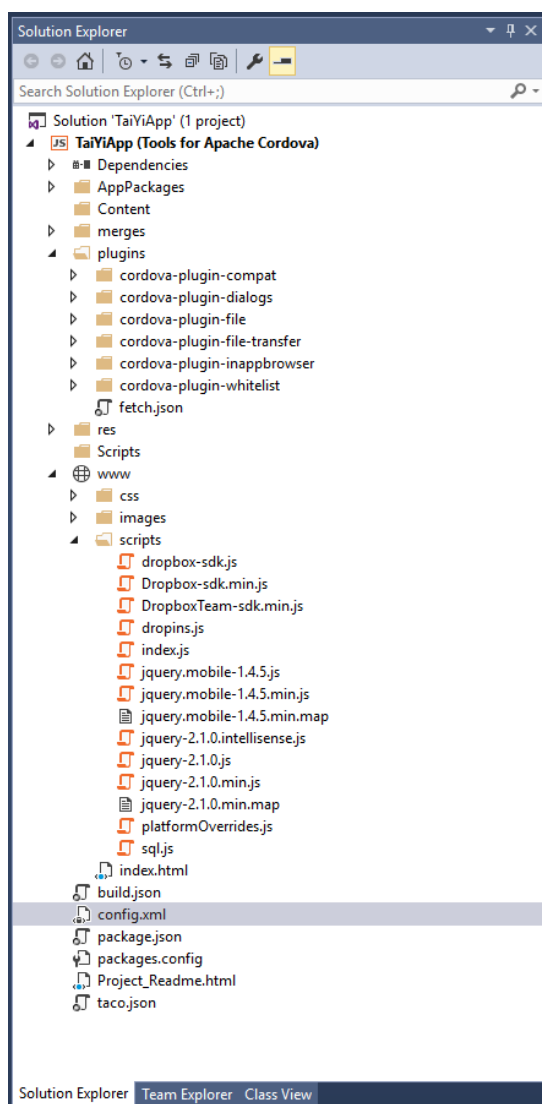 Solution Explorer
Search Solution Explorer (Ctrl+;)
Solution 'TaiYiApp' (1 project)
JS TaiYiApp (Tools for Apache Cordova)
Dependencies
AppPackages
Content
merges
plugins
cordova-plugin-compat
cordova-plugin-dialogs
cordova-plugin-file
cordova-plugin-file-transfer
cordova-plugin-inappbrowser
cordova-plugin-whitelist
fetch.json
res
Scripts
www
css
images
scripts
dropbox-sdk.js
Dropbox-sdk.min.js
DropboxTeam-sdk.min.js
dropins.js
index.js
jquery.mobile-1.4.5.js
jquery.mobile-1.4.5.min.js
jquery.mobile-1.4.5.min.map
jquery-2.1.0.intellisense.js
jquery-2.1.0.js
jquery-2.1.0.min.js
jquery-2.1.0.min.map
platformOverrides.js
sql.js
index.html
build.json
config.xml
package.json
packages.config
Project_Readme.html
taco.json
Solution Explorer Team Explorer Class View